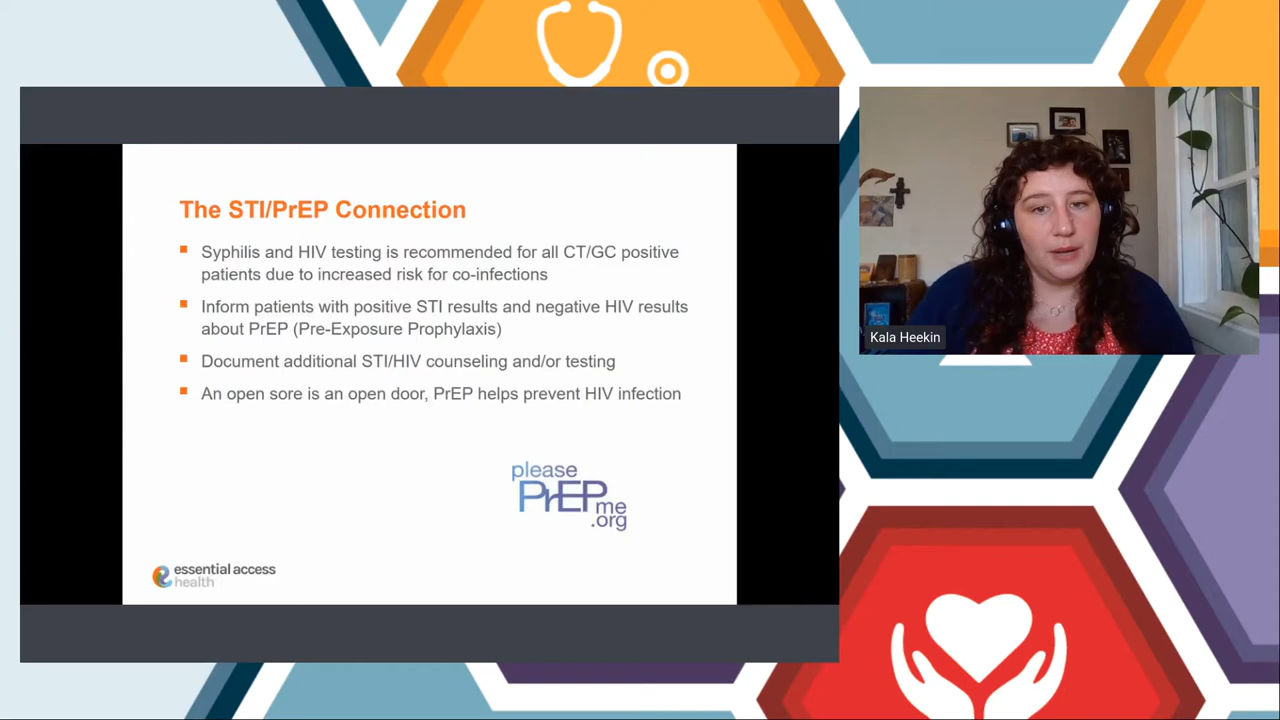 The STI/PrEP Connection
Syphilis and HIV testing is recommended for all CT/GC positive
patients due to increased risk for co-infections
Inform patients with positive STI results and negative HIV results
about PrEP (Pre-Exposure Prophylaxis)
Document additional STI/HIV counseling and/or testing
An open sore is an open door, PrEP helps prevent HIV infection
please
PrEP
me
.org
essential access
health
Kala Heekin